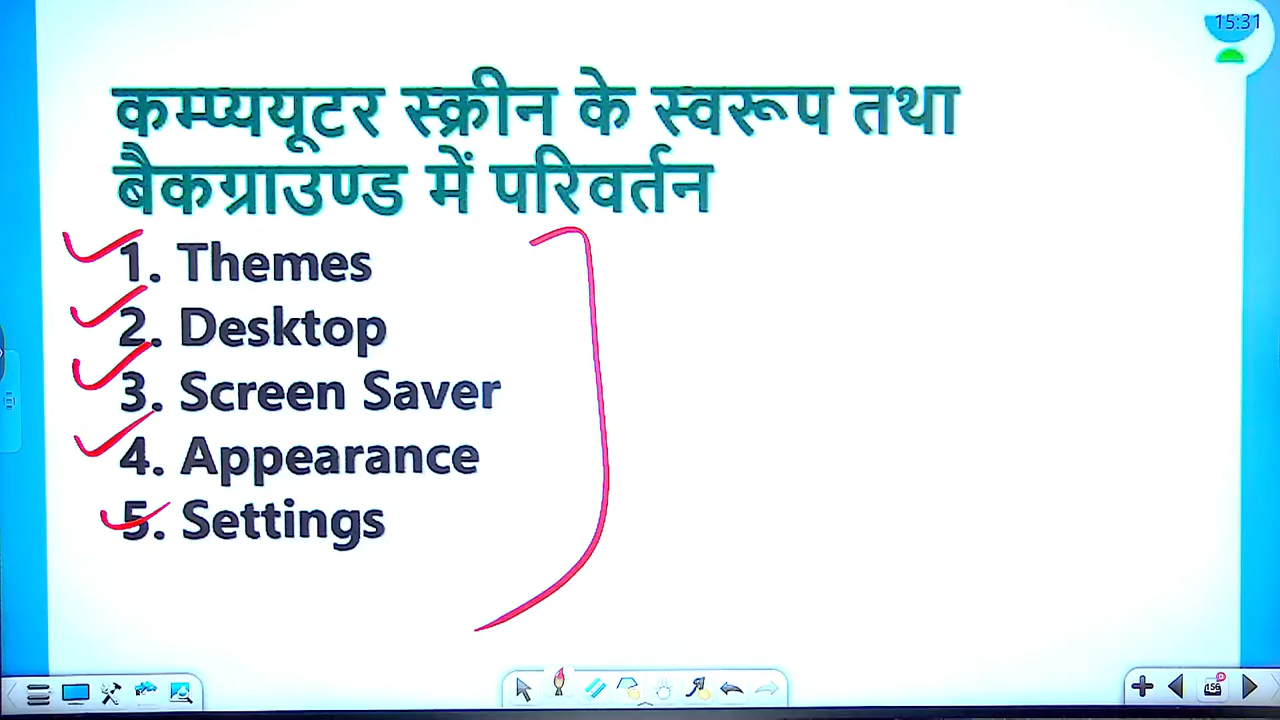 15:31
कम्प्य​यूटर स्क्रीन के स्वरूप तथा
बैकग्राउण्ड में परिवर्तन
1. Themes
2. Desktop
3. Screen Saver
4. Appearance
5. Settings
156